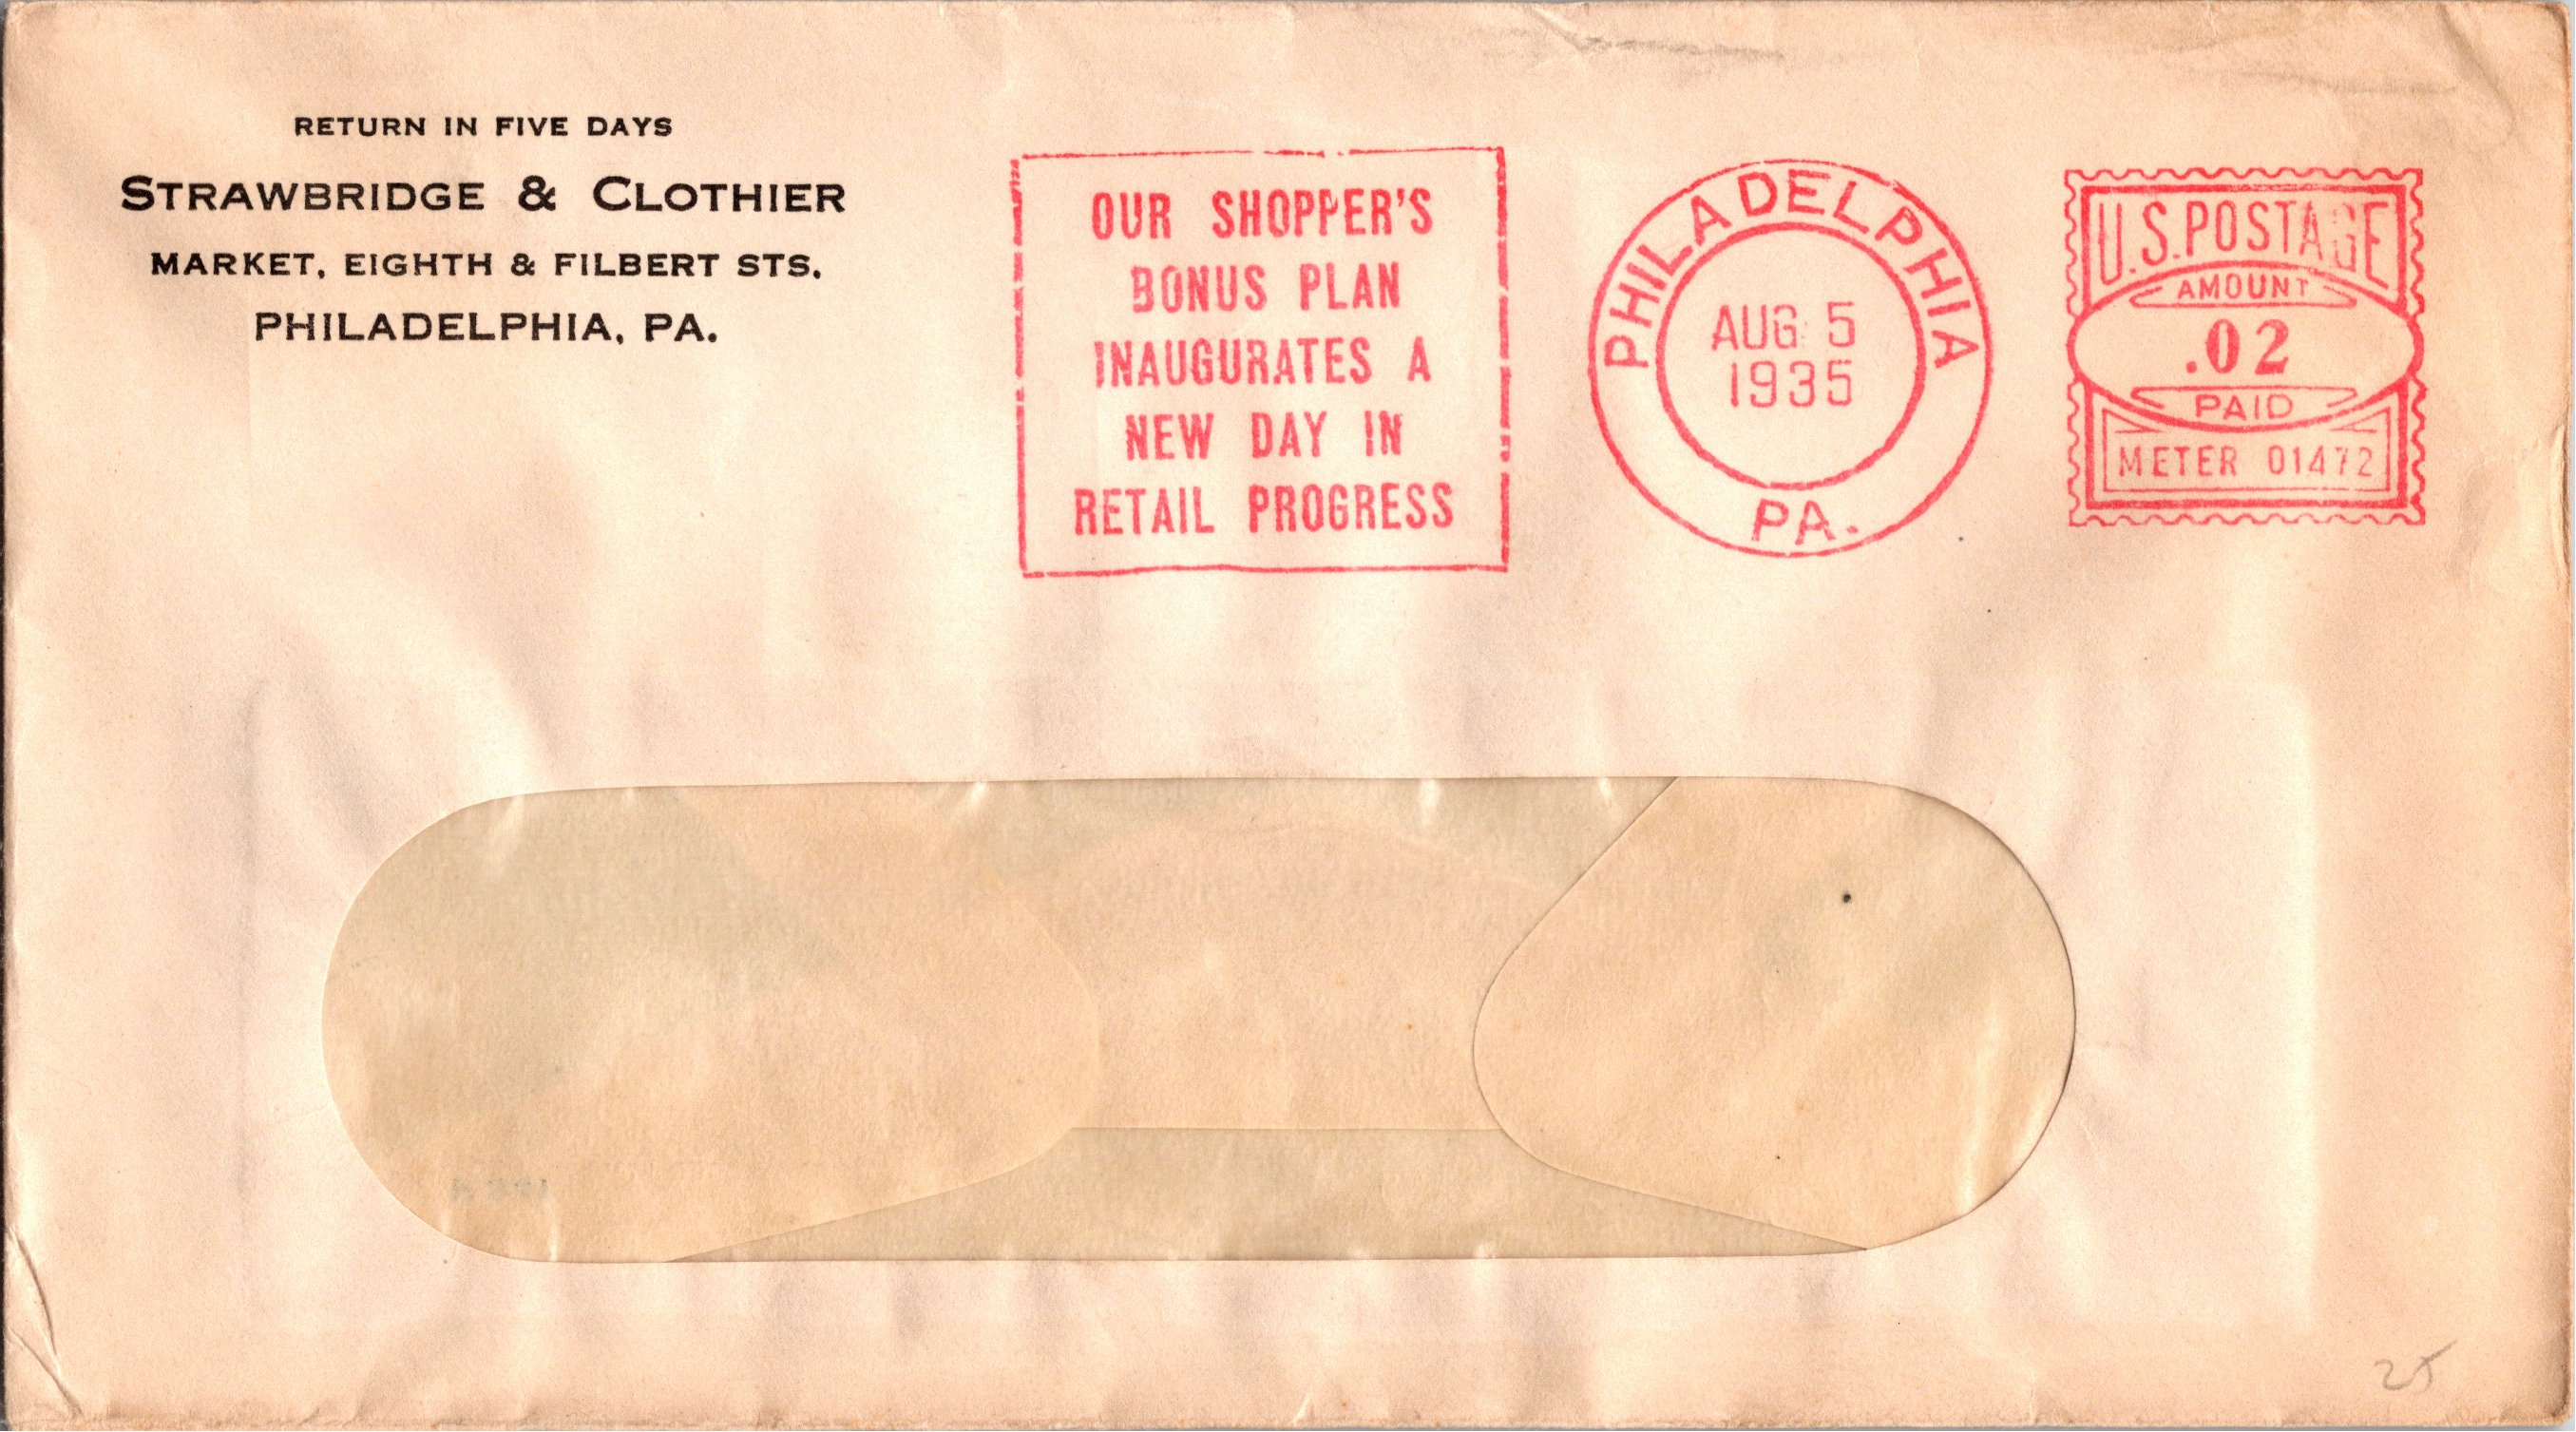 RETURN IN FIVE DAYS
STRAWBRIDGE & CLOTHIER
MARKET, EIGHTH & FILBERT STS.
PHILADELPHIA, PA.
OUR SHOPPER'S
BONUS PLAN
INAUGURATES A
NEW DAY IN
RETAIL PROGRESS
PHILADELPHIA
AUG 5
1935
PA.
U.S. POSTAGE
AMOUNT
.02
PAID
METER 01472
25